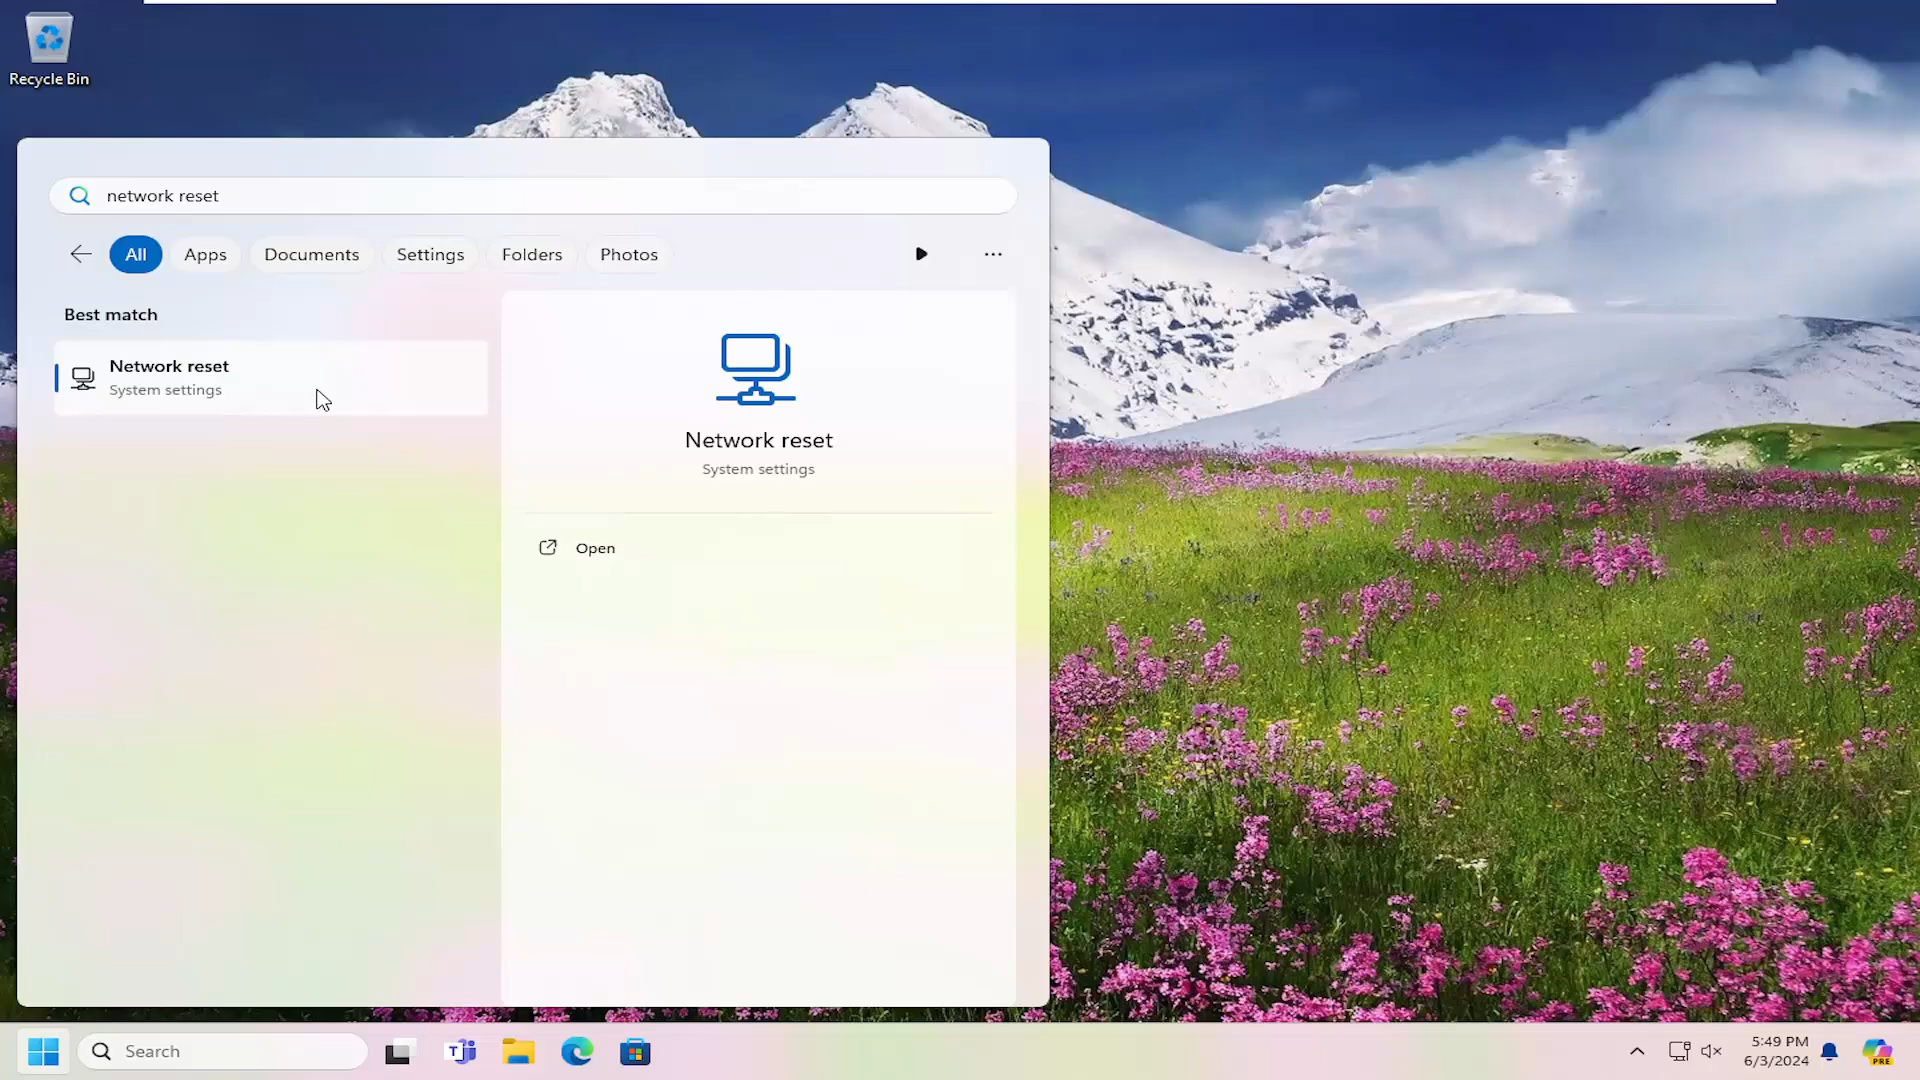 Recycle Bin
network reset
All
Apps
Documents
Settings
Folders
Photos
Best match
Network reset
System settings
Network reset
System settings
Open
Search
T
5:49 PM
6/3/2024
PRE